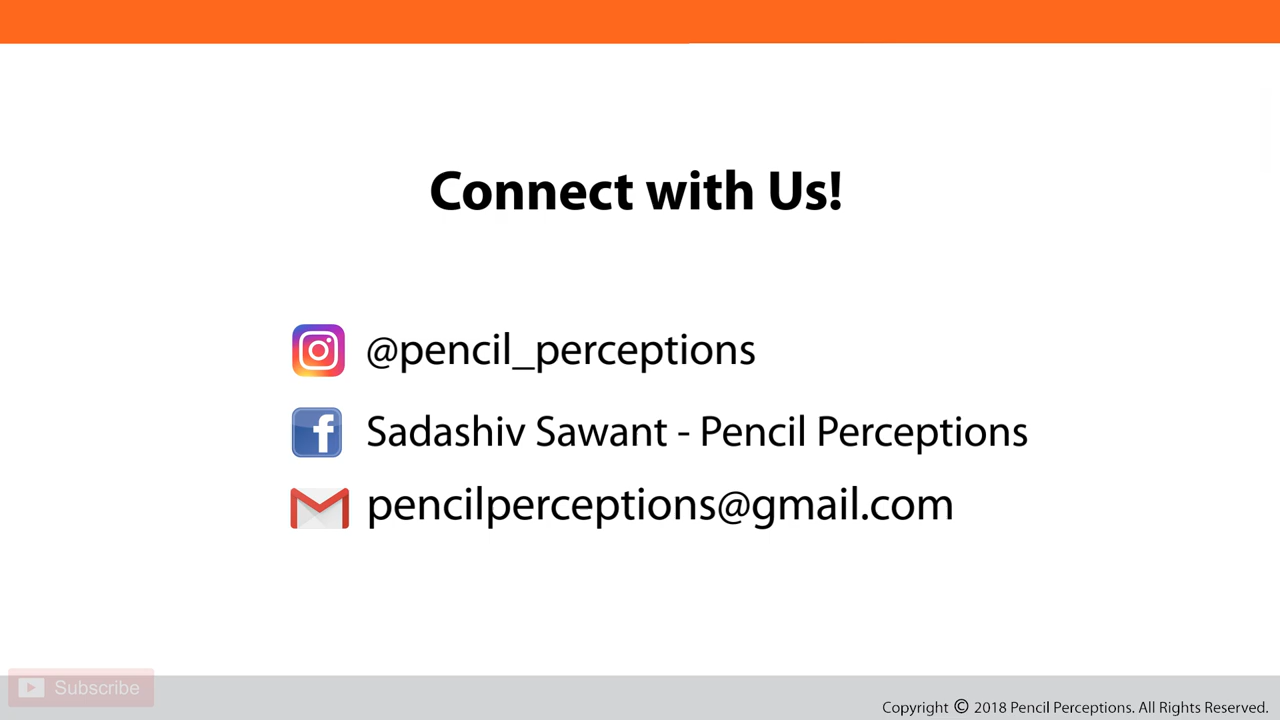 Connect with Us!
@pencil_perceptions
Sadashiv Sawant - Pencil Perceptions
pencilperceptions@gmail.com
Subscribe
Copyright © 2018 Pencil Perceptions. All Rights Reserved.